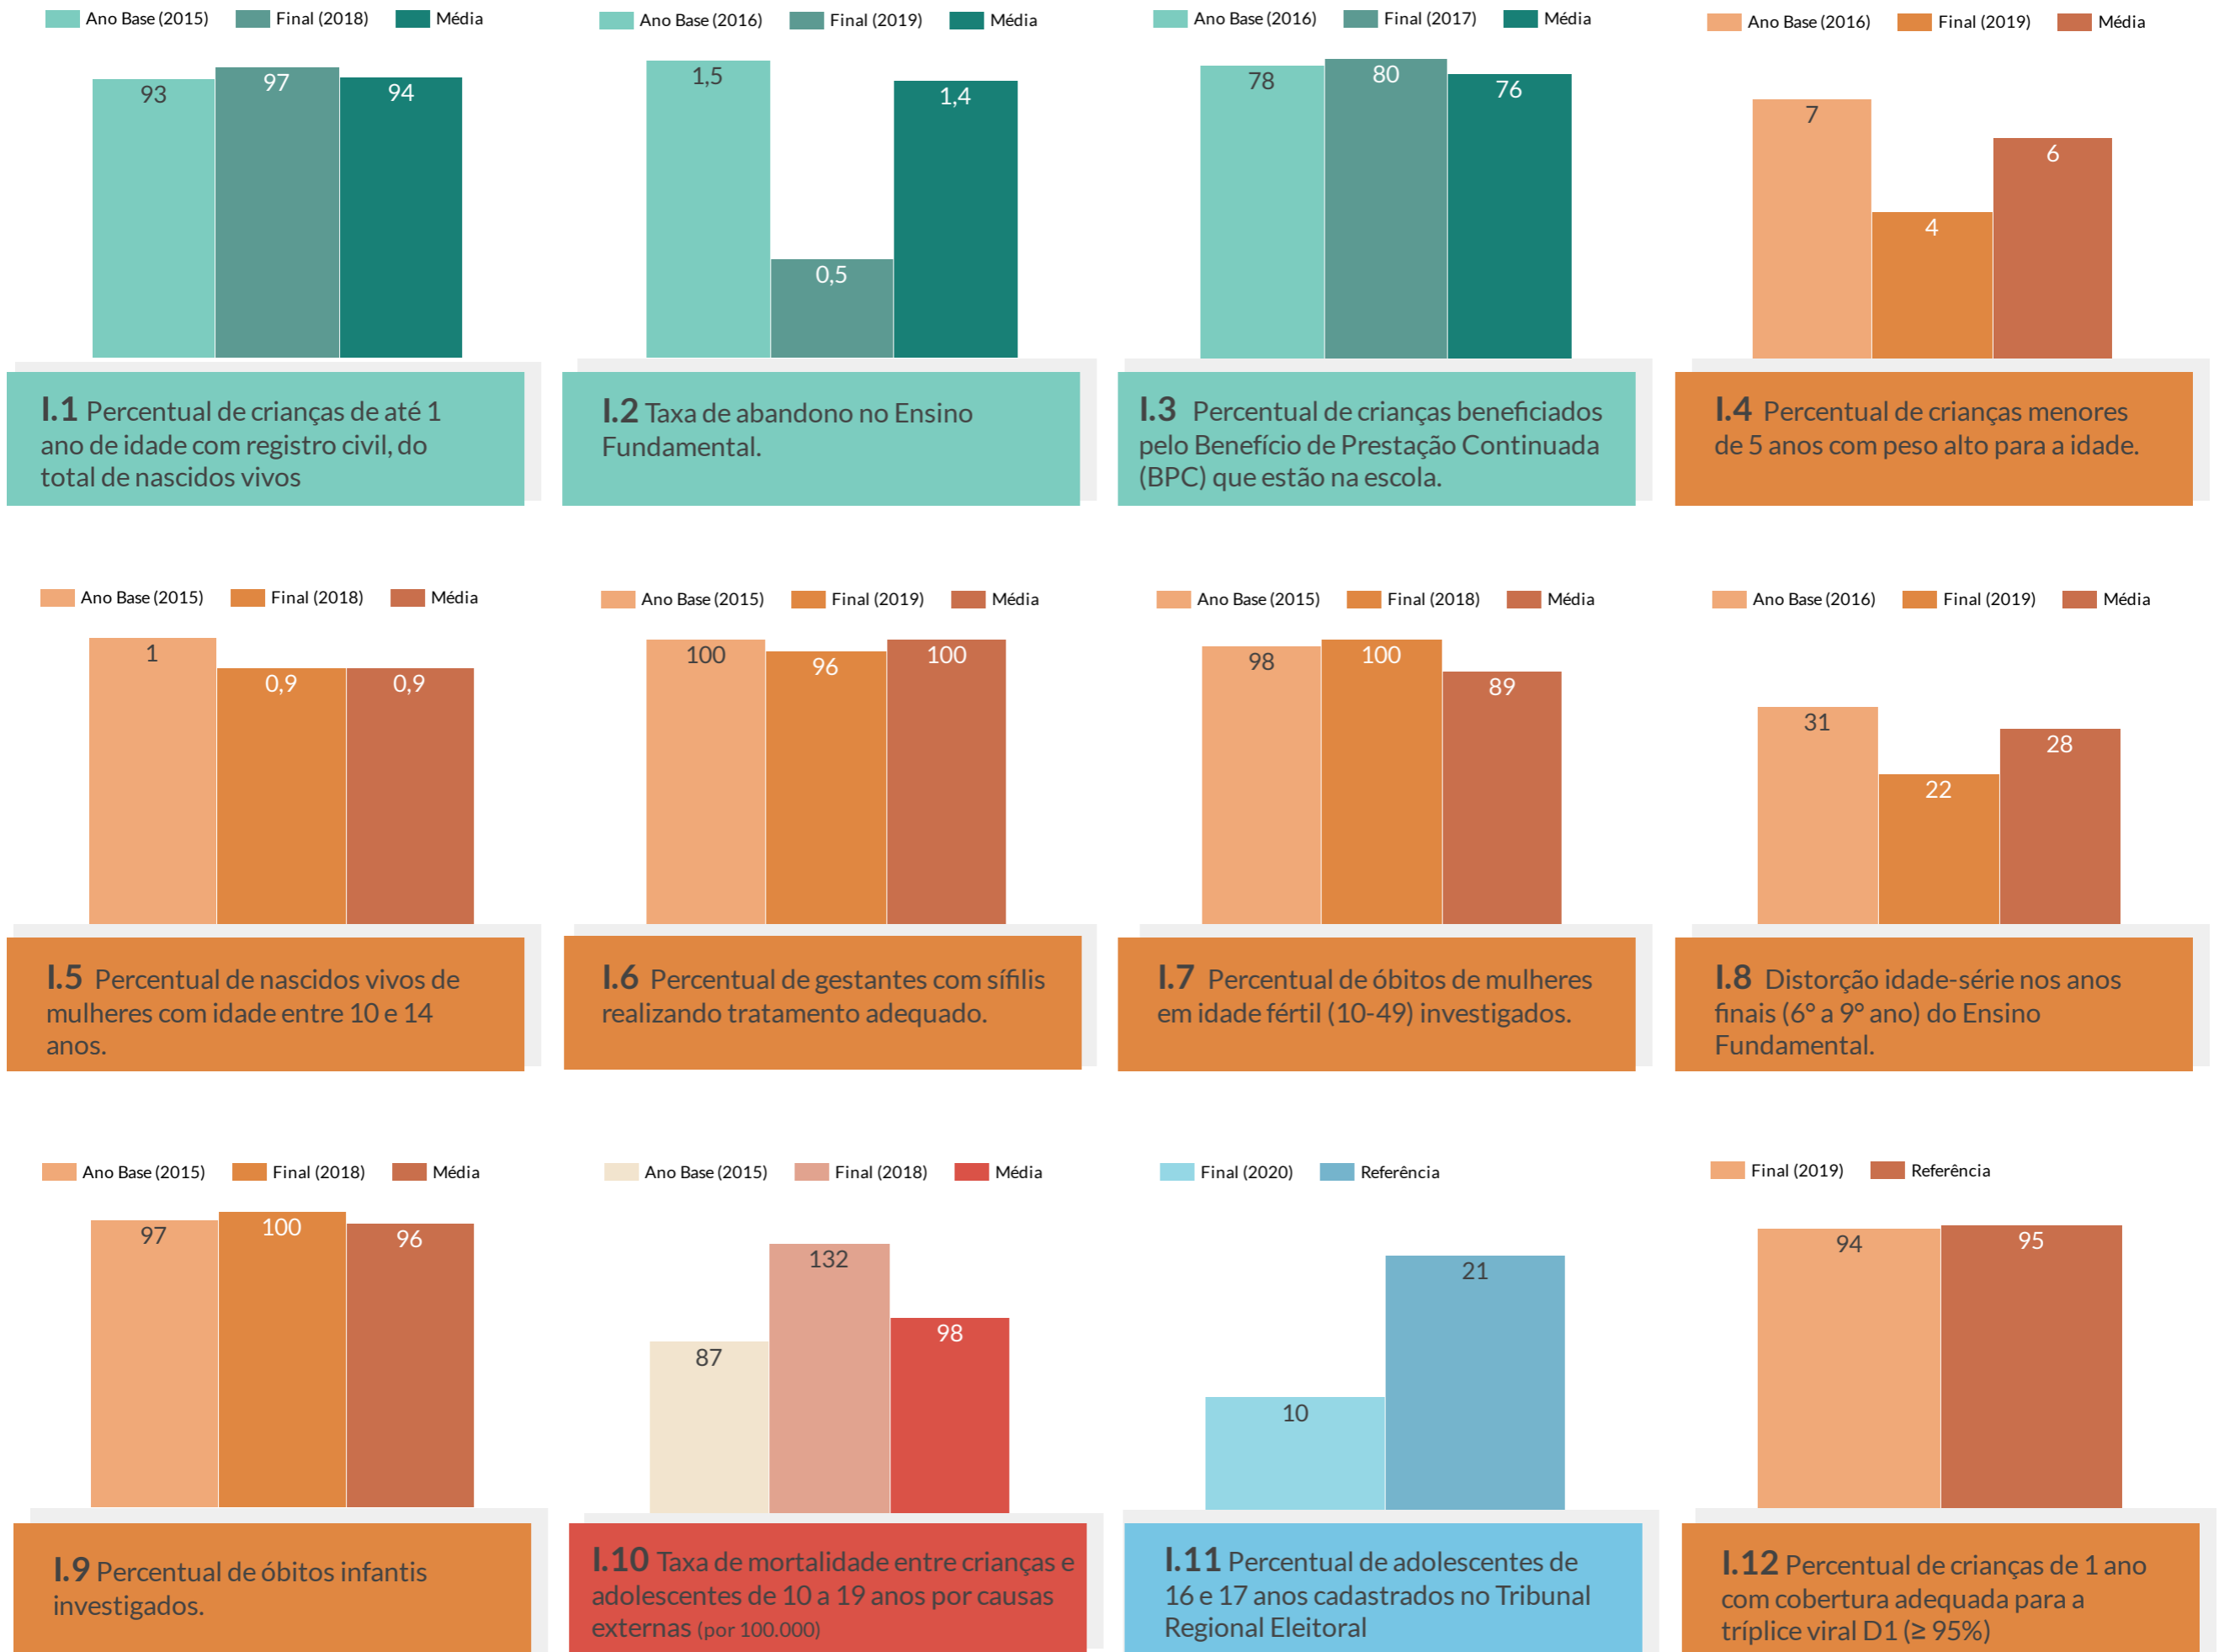 Ano Base (2015) Final (2018) Média
93 97 94
I.1 Percentual de crianças de até 1
ano de idade com registro civil, do
total de nascidos vivos
Ano Base (2016) Final (2019) Média
1,5 0,5 1,4
I.2 Taxa de abandono no Ensino
Fundamental.
Ano Base (2016) Final (2017) Média
78 80 76
I.3 Percentual de crianças beneficiados
pelo Benefício de Prestação Continuada
(BPC) que estão na escola.
Ano Base (2016) Final (2019) Média
7 4 6
I.4 Percentual de crianças menores
de 5 anos com peso alto para a idade.
Ano Base (2015) Final (2018) Média
1 0,9 0,9
I.5 Percentual de nascidos vivos de
mulheres com idade entre 10 e 14
anos.
Ano Base (2015) Final (2019) Média
100 96 100
I.6 Percentual de gestantes com sífilis
realizando tratamento adequado.
Ano Base (2015) Final (2018) Média
98 100 89
I.7 Percentual de óbitos de mulheres
em idade fértil (10-49) investigados.
Ano Base (2016) Final (2019) Média
31 22 28
I.8 Distorção idade-série nos anos
finais (6º a 9º ano) do Ensino
Fundamental.
Ano Base (2015) Final (2018) Média
97 100 96
I.9 Percentual de óbitos infantis
investigados.
Ano Base (2015) Final (2018) Média
87 132 98
I.10 Taxa de mortalidade entre crianças e
adolescentes de 10 a 19 anos por causas
externas (por 100.000)
Final (2020) Referência
10 21
I.11 Percentual de adolescentes de
16 e 17 anos cadastrados no Tribunal
Regional Eleitoral
Final (2019) Referência
94 95
I.12 Percentual de crianças de 1 ano
com cobertura adequada para a
tríplice viral D1 (≥ 95%)